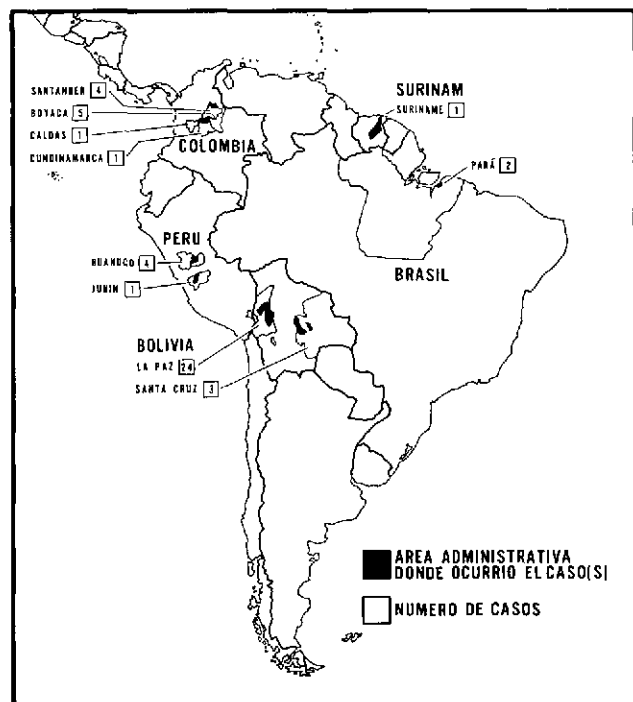 SANTANDER 4
BOYACA 5
CALDAS 1
CUNDINAMARCA 1
COLOMBIA
SURINAM
SURINAME 1
PARÁ 2
BRASIL
PERU
HUANUCO 4
JUNIN 1
BOLIVIA
LA PAZ 24
SANTA CRUZ 3
AREA ADMINISTRATIVA
DONDE OCURRIO EL CASO(S)
NUMERO DE CASOS